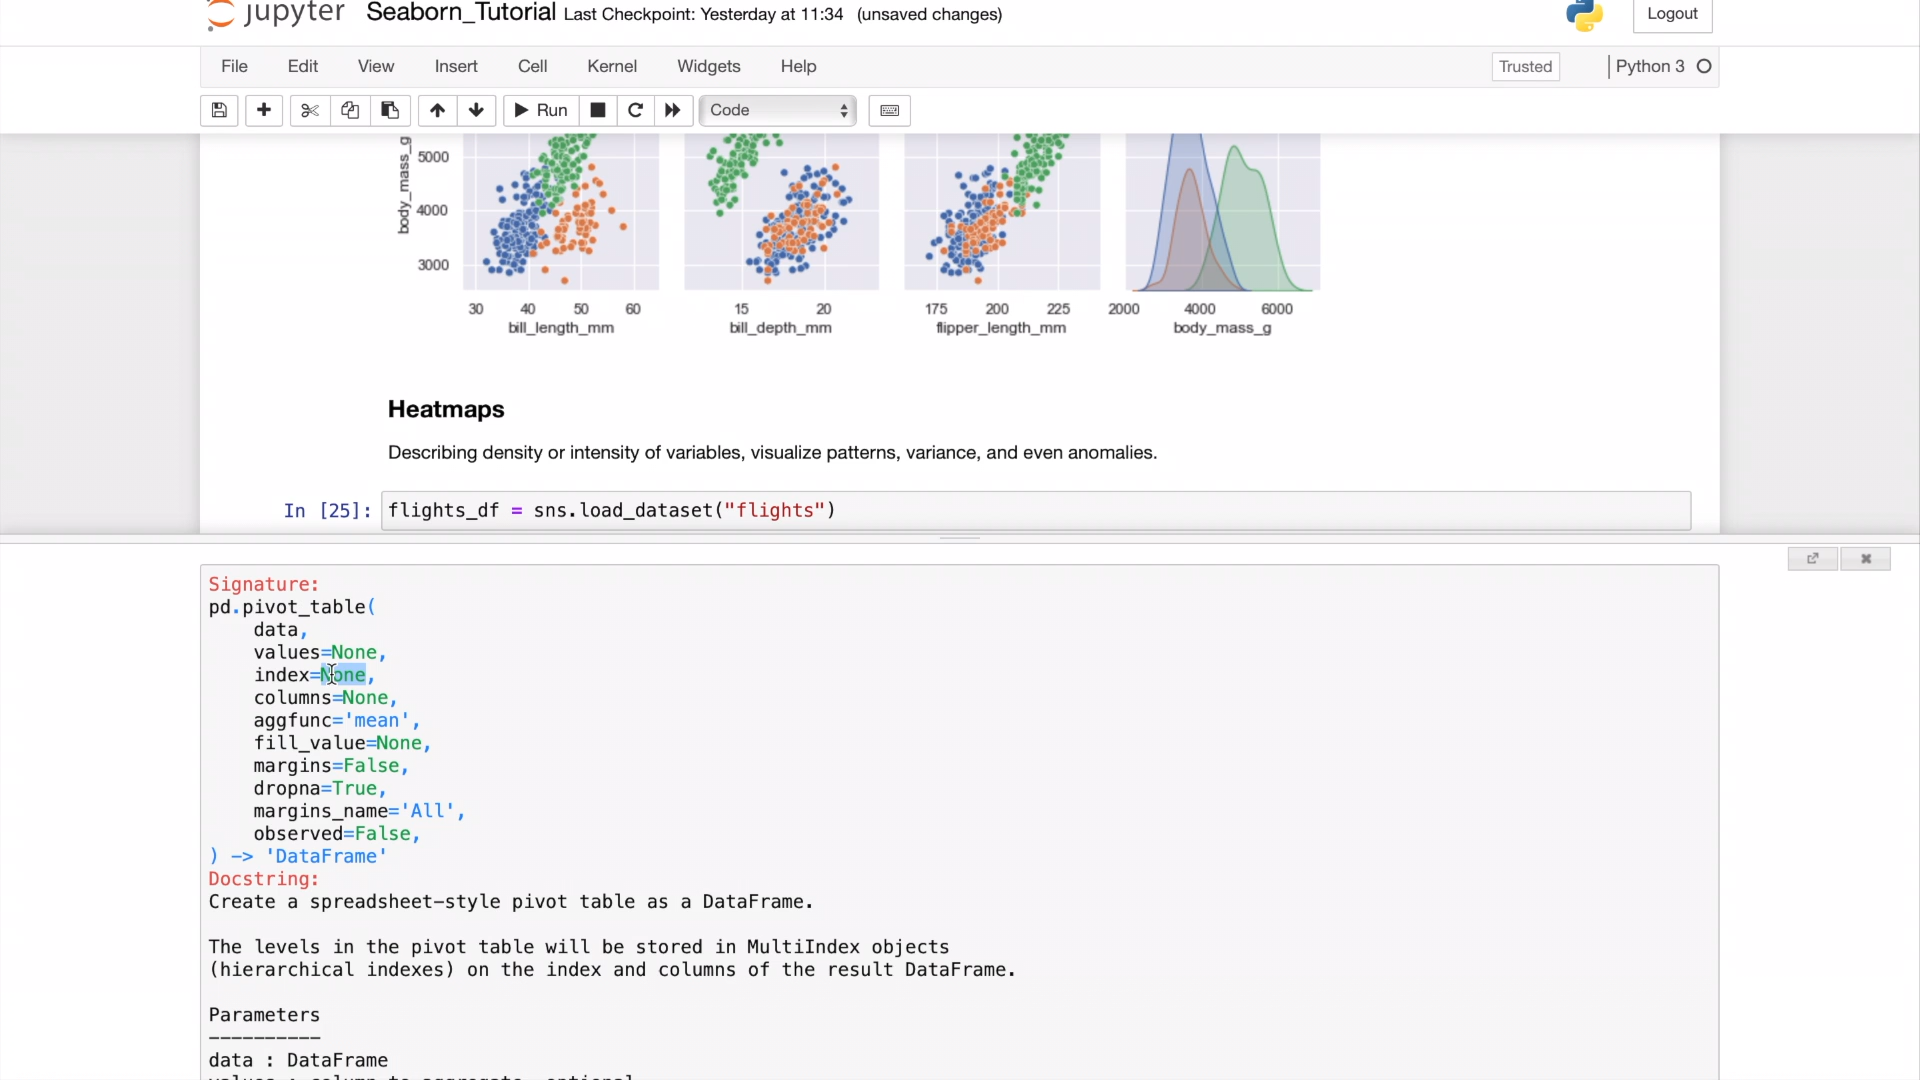 jupyter Seaborn_Tutorial Last Checkpoint: Yesterday at 11:34 (unsaved changes) Logout
File Edit View Insert Cell Kernel Widgets Help Trusted Python 3
Run Code
body_mass_g
5000
4000
3000
30 40 50 60 15 20 175 200 225 2000 4000 6000
bill_length_mm bill_depth_mm flipper_length_mm body_mass_g
Heatmaps
Describing density or intensity of variables, visualize patterns, variance, and even anomalies.
In [25]: flights_df = sns.load_dataset("flights")
Signature:
pd.pivot_table(
data,
values=None,
index=None,
columns=None,
aggfunc='mean',
fill_value=None,
margins=False,
dropna=True,
margins_name='All',
observed=False,
) -> 'DataFrame'
Docstring:
Create a spreadsheet-style pivot table as a DataFrame.
The levels in the pivot table will be stored in MultiIndex objects
(hierarchical indexes) on the index and columns of the result DataFrame.
Parameters
----------
data : DataFrame
values : column to aggregate, optional